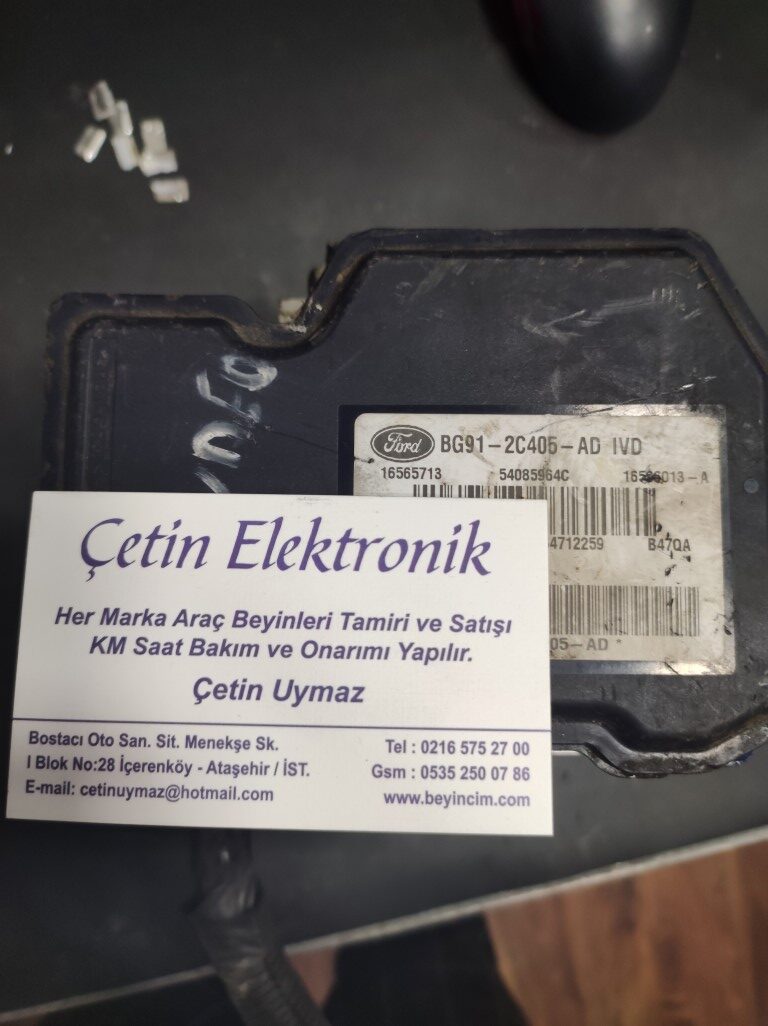 Ford BG91-2C405-AD IVD
16565713 54085964C 16596013-A
4712259 B47QA
05-AD *
Çetin Elektronik
Her Marka Araç Beyinleri Tamiri ve Satışı
KM Saat Bakım ve Onarımı Yapılır.
Çetin Uymaz
Bostacı Oto San. Sit. Menekşe Sk.
I Blok No:28 İçerenköy - Ataşehir / İST.
E-mail: cetinuymaz@hotmail.com
Tel : 0216 575 27 00
Gsm : 0535 250 07 86
www.beyincim.com